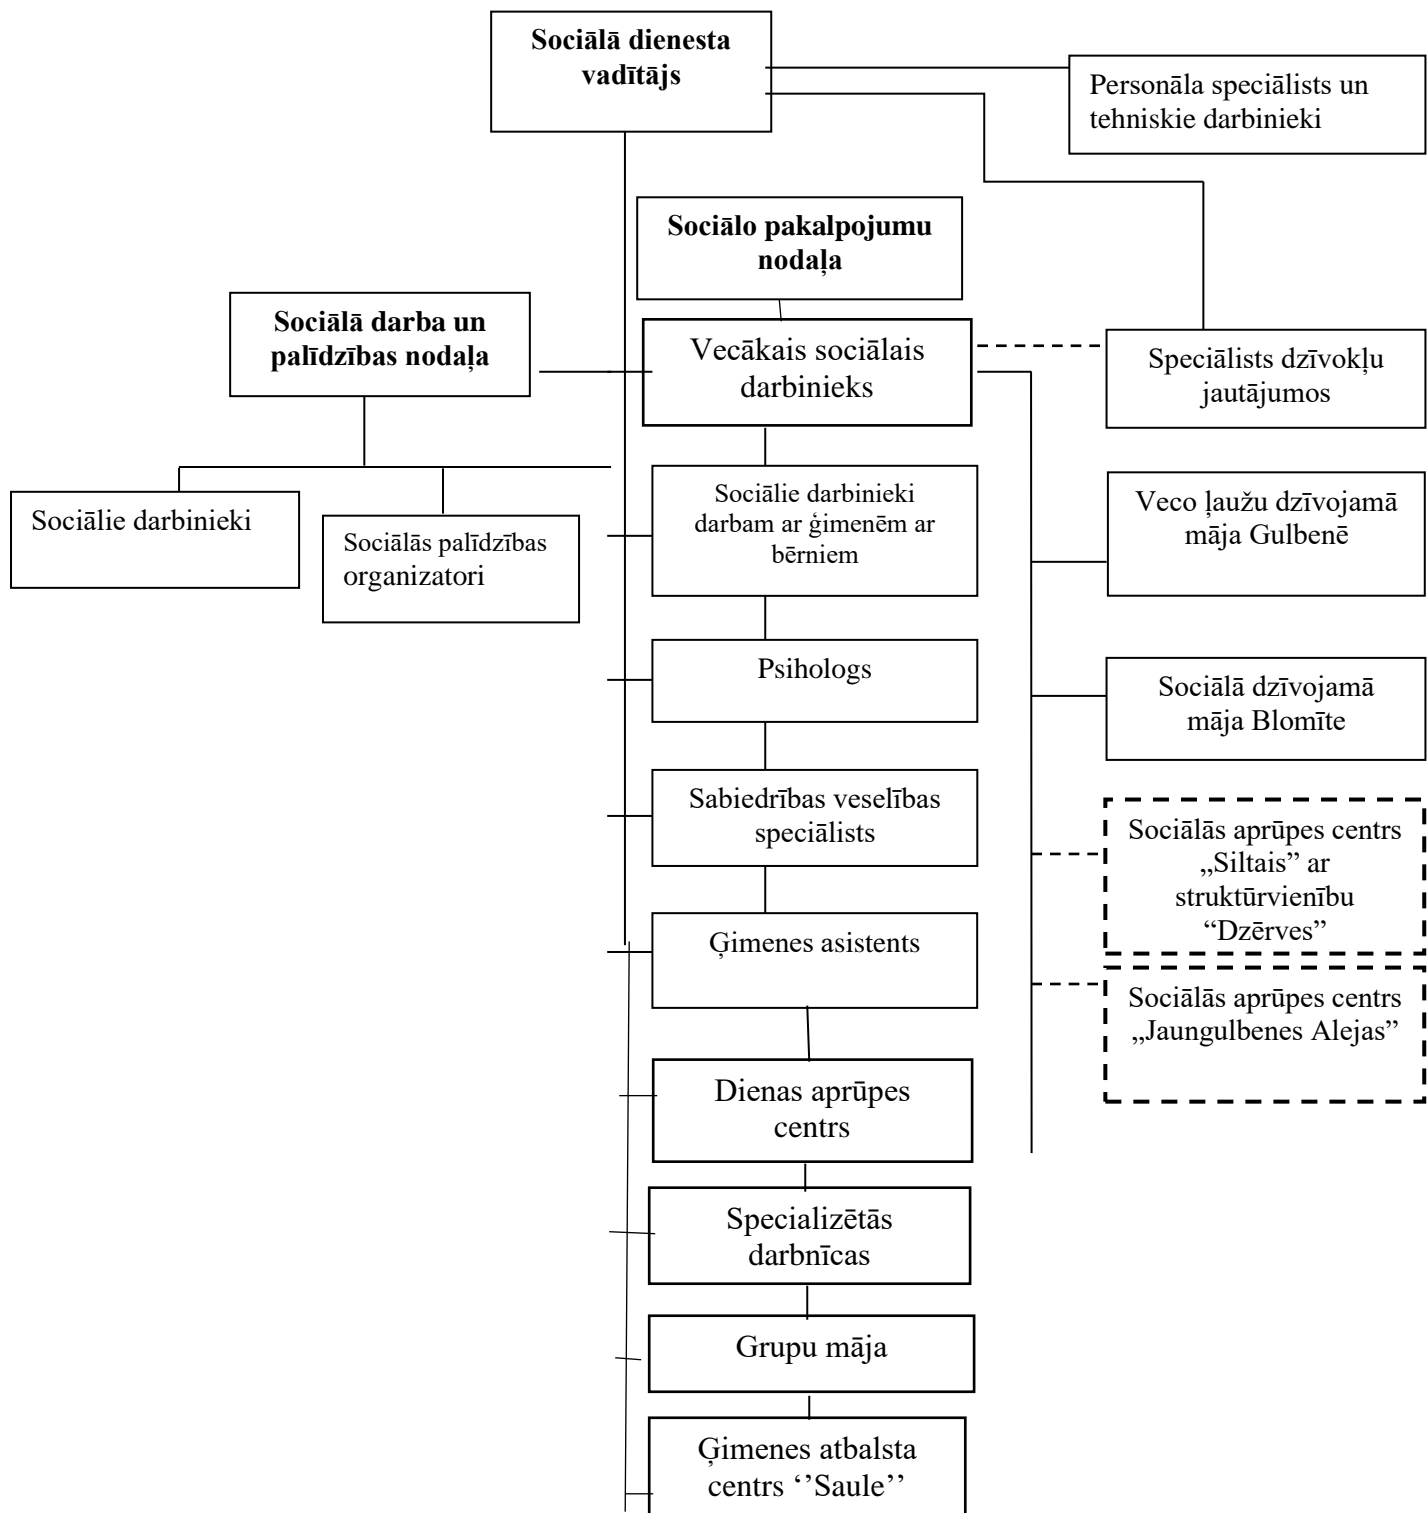 Sociālā dienesta
vadītājs
Personāla speciālists un
tehniskie darbinieki
Sociālo pakalpojumu
nodaļa
Sociālā darba un
palīdzības nodaļa
Vecākais sociālais
darbinieks
Speciālists dzīvokļu
jautājumos
Sociālie darbinieki
Sociālās palīdzības
organizatori
Sociālie darbinieki
darbam ar ģimenēm ar
bērniem
Veco ļaužu dzīvojamā
māja Gulbenē
Psihologs
Sociālā dzīvojamā
māja Blomīte
Sabiedrības veselības
speciālists
Sociālās aprūpes centrs
„Siltais” ar
struktūrvienību
“Dzērves”
Ģimenes asistents
Sociālās aprūpes centrs
„Jaungulbenes Alejas”
Dienas aprūpes
centrs
Specializētās
darbnīcas
Grupu māja
Ģimenes atbalsta
centrs ‘’Saule’’